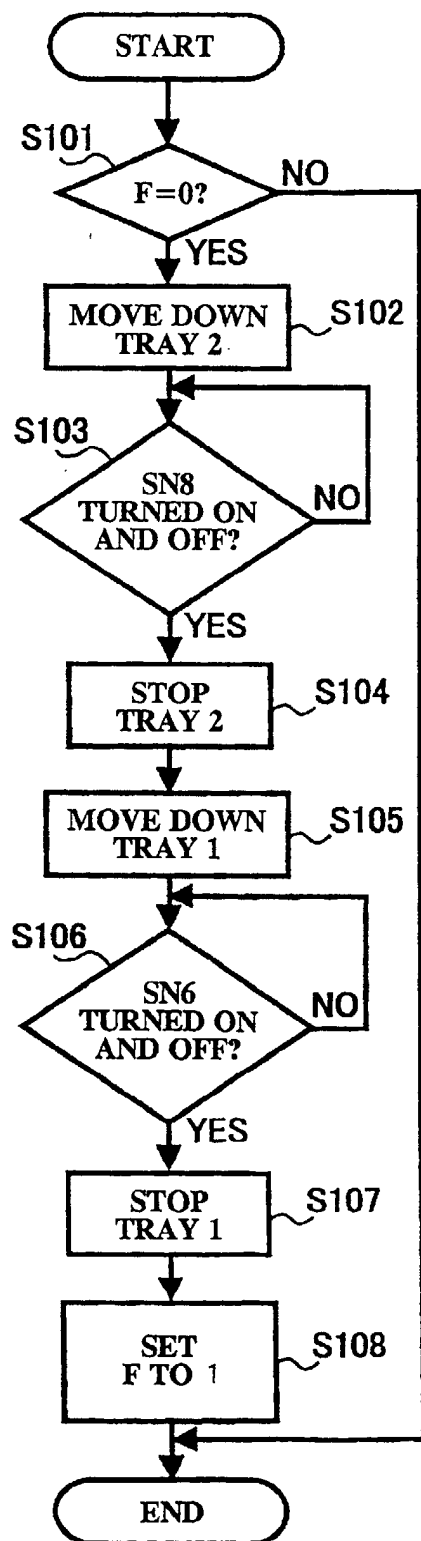 START
S101
F=0?
NO
YES
MOVE DOWN
TRAY 2
S102
S103
SN8
TURNED ON
AND OFF?
NO
YES
STOP
TRAY 2
S104
MOVE DOWN
TRAY 1
S105
S106
SN6
TURNED ON
AND OFF?
NO
YES
STOP
TRAY 1
S107
SET
F TO 1
S108
END